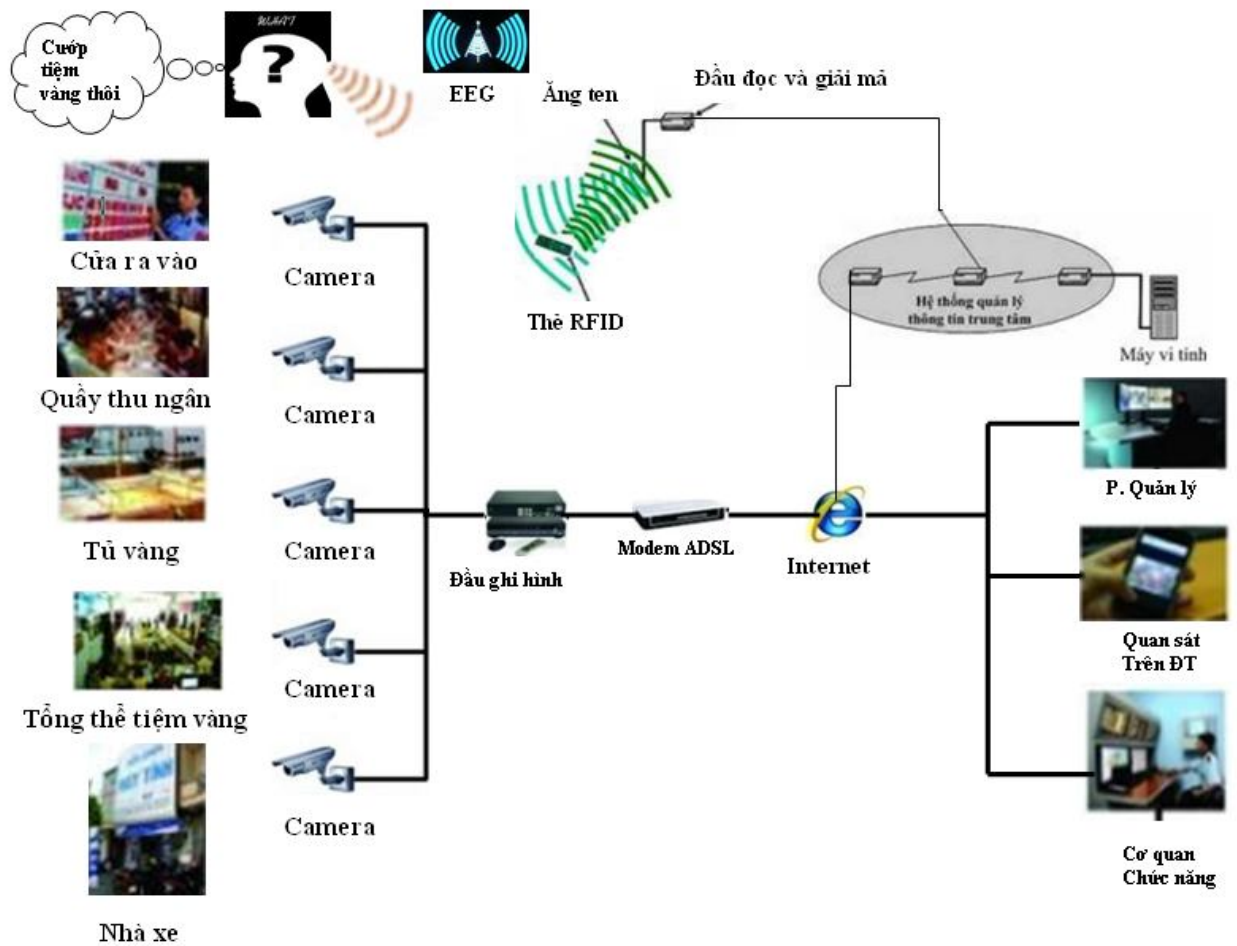 Cướp
tiệm
vàng thôi
WHAT
?
EEG
Ăng ten
Đầu đọc và giải mả
Thẻ RFID
Hệ thống quản lý
thông tin trung tâm
Máy vi tính
Cửa ra vào
Camera
Quầy thu ngân
Camera
Tủ vàng
Camera
Tổng thể tiệm vàng
Camera
Nhà xe
Camera
Đầu ghi hình
Modem ADSL
Internet
P. Quản lý
Quan sát
Trên ĐT
Cơ quan
Chức năng